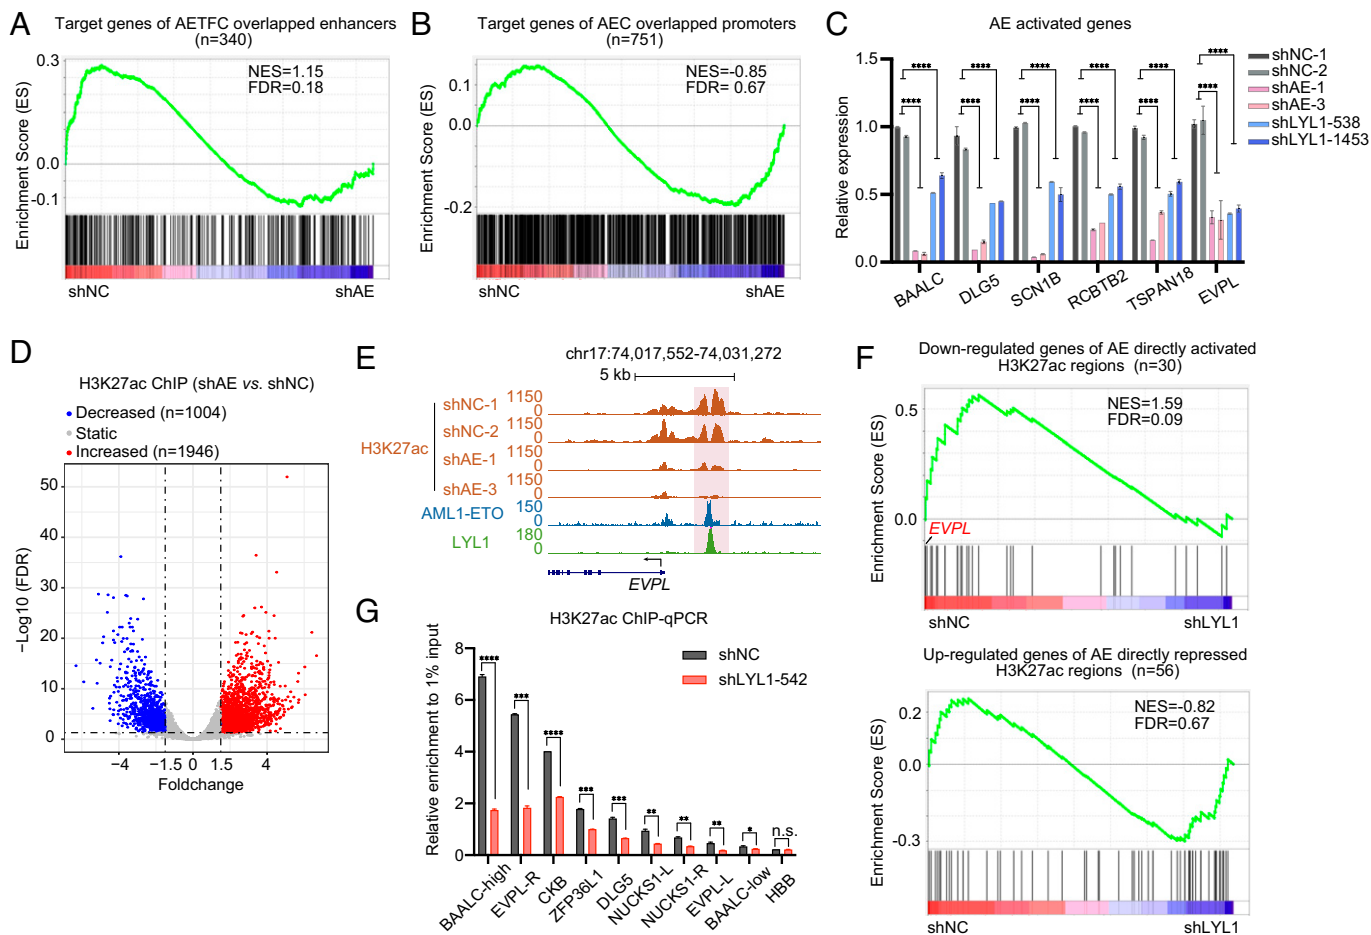 A
Target genes of AETFC overlapped enhancers
(n=340)
Enrichment Score (ES)
0.3
0.0
-0.1
NES=1.15
FDR=0.18
shNC
shAE
B
Target genes of AEC overlapped promoters
(n=751)
Enrichment Score (ES)
0.1
0.0
-0.2
NES=-0.85
FDR= 0.67
shNC
shAE
C
AE activated genes
Relative expression
1.5
1.0
0.5
0.0
**** **** **** **** **** ****
**** **** **** **** **** ****
BAALC
DLG5
SCN1B
RCBTB2
TSPAN18
EVPL
shNC-1
shNC-2
shAE-1
shAE-3
shLYL1-538
shLYL1-1453
D
H3K27ac ChIP (shAE vs. shNC)
Decreased (n=1004)
Static
Increased (n=1946)
−Log10 (FDR)
50
40
30
20
10
0
−4 −1.5 0 1.5 4
Foldchange
E
chr17:74,017,552-74,031,272
5 kb
H3K27ac
shNC-1 1150
0
shNC-2 1150
0
shAE-1 1150
0
shAE-3 1150
0
AML1-ETO 150
0
LYL1 180
0
EVPL
F
Down-regulated genes of AE directly activated
H3K27ac regions (n=30)
Enrichment Score (ES)
0.5
0.0
NES=1.59
FDR=0.09
EVPL
shNC
shLYL1
Up-regulated genes of AE directly repressed
H3K27ac regions (n=56)
Enrichment Score (ES)
0.2
0.0
-0.3
NES=-0.82
FDR=0.67
shNC
shLYL1
G
H3K27ac ChIP-qPCR
Relative enrichment to 1% input
8
6
4
2
0
shNC
shLYL1-542
**** *** **** *** *** ** ** ** * n.s.
BAALC-high
EVPL-R
CKB
ZFP36L1
DLG5
NUCKS1-L
NUCKS1-R
EVPL-L
BAALC-low
HBB